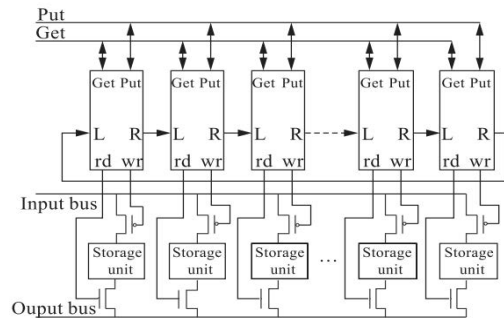 Put
Get
Get Put Get Put Get Put Get Put Get Put
L R L R L R L R L R
rd wr rd wr rd wr rd wr rd wr
Input bus
Storage unit
Storage unit
Storage unit
...
Storage unit
Storage unit
Ouput bus